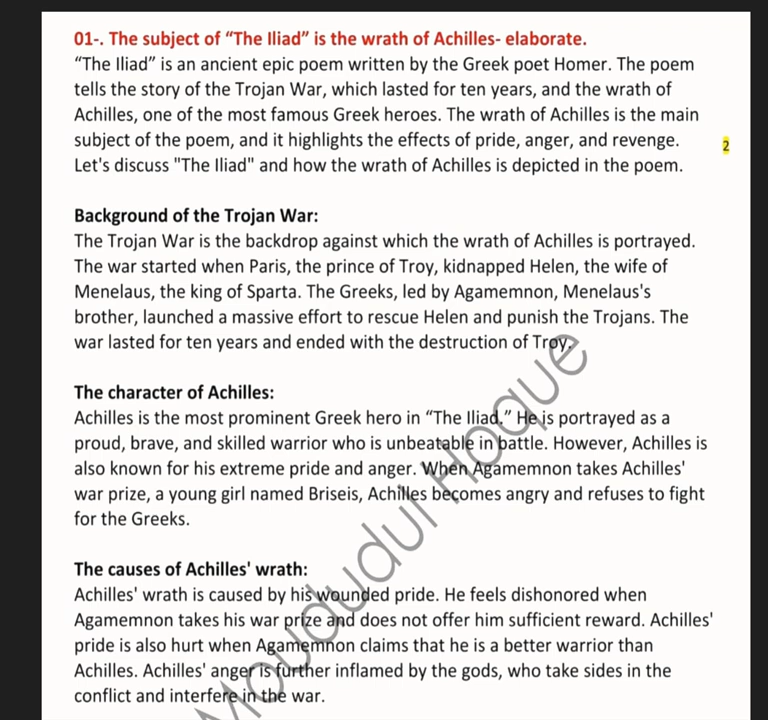 01-. The subject of “The Iliad” is the wrath of Achilles- elaborate.
“The Iliad” is an ancient epic poem written by the Greek poet Homer. The poem
tells the story of the Trojan War, which lasted for ten years, and the wrath of
Achilles, one of the most famous Greek heroes. The wrath of Achilles is the main
subject of the poem, and it highlights the effects of pride, anger, and revenge.
2
Let's discuss "The Iliad" and how the wrath of Achilles is depicted in the poem.
Background of the Trojan War:
The Trojan War is the backdrop against which the wrath of Achilles is portrayed.
The war started when Paris, the prince of Troy, kidnapped Helen, the wife of
Menelaus, the king of Sparta. The Greeks, led by Agamemnon, Menelaus's
brother, launched a massive effort to rescue Helen and punish the Trojans. The
war lasted for ten years and ended with the destruction of Troy.
The character of Achilles:
Achilles is the most prominent Greek hero in “The Iliad.” He is portrayed as a
proud, brave, and skilled warrior who is unbeatable in battle. However, Achilles is
also known for his extreme pride and anger. When Agamemnon takes Achilles'
war prize, a young girl named Briseis, Achilles becomes angry and refuses to fight
for the Greeks.
The causes of Achilles' wrath:
Achilles' wrath is caused by his wounded pride. He feels dishonored when
Agamemnon takes his war prize and does not offer him sufficient reward. Achilles'
pride is also hurt when Agamemnon claims that he is a better warrior than
Achilles. Achilles' anger is further inflamed by the gods, who take sides in the
conflict and interfere in the war.
Moududul Hoque